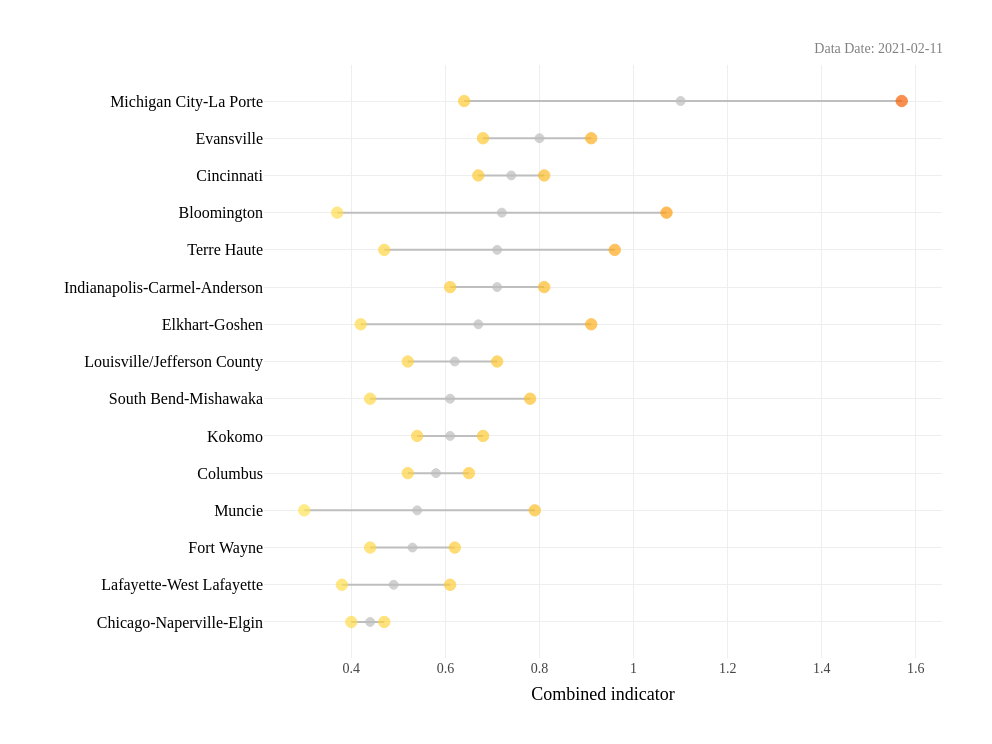 Data Date: 2021-02-11
Michigan City-La Porte
Evansville
Cincinnati
Bloomington
Terre Haute
Indianapolis-Carmel-Anderson
Elkhart-Goshen
Louisville/Jefferson County
South Bend-Mishawaka
Kokomo
Columbus
Muncie
Fort Wayne
Lafayette-West Lafayette
Chicago-Naperville-Elgin
0.4 0.6 0.8 1 1.2 1.4 1.6
Combined indicator